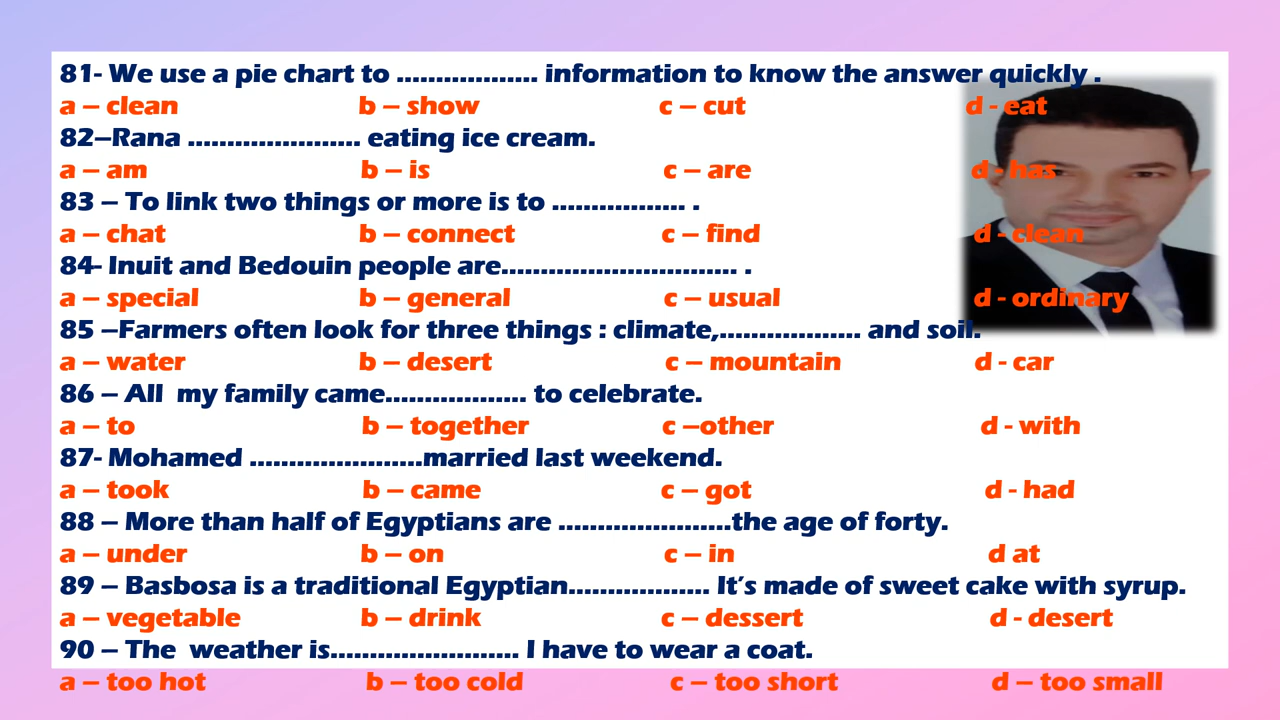 81- We use a pie chart to .................. information to know the answer quickly .
a – clean b – show c – cut d - eat
82–Rana ...................... eating ice cream.
a – am b – is c – are d - has
83 – To link two things or more is to ................. .
a – chat b – connect c – find d - clean
84- Inuit and Bedouin people are.............................. .
a – special b – general c – usual d - ordinary
85 –Farmers often look for three things : climate,.................. and soil.
a – water b – desert c – mountain d - car
86 – All my family came.................. to celebrate.
a – to b – together c –other d - with
87- Mohamed ......................married last weekend.
a – took b – came c – got d - had
88 – More than half of Egyptians are ......................the age of forty.
a – under b – on c – in d at
89 – Basbosa is a traditional Egyptian.................. It's made of sweet cake with syrup.
a – vegetable b – drink c – dessert d - desert
90 – The weather is........................ I have to wear a coat.
a – too hot b – too cold c – too short d – too small